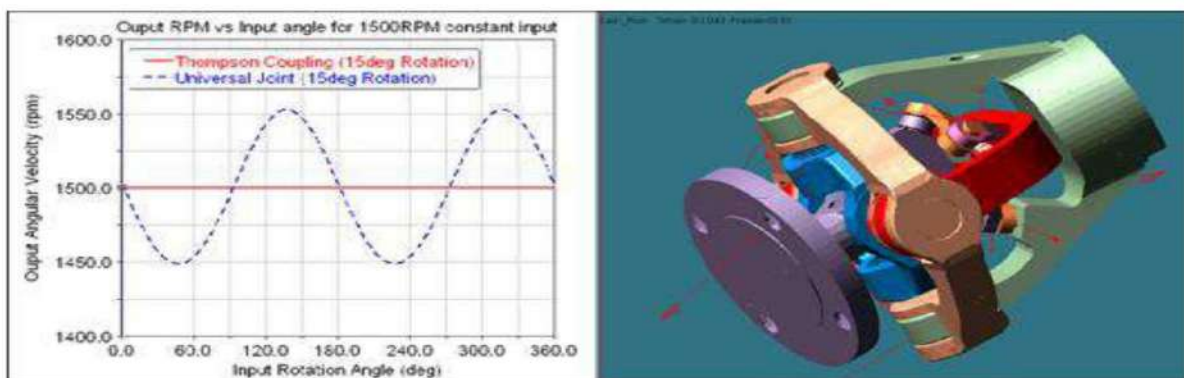 Ouput RPM vs Input angle for 1500RPM constant input
1600.0
1550.0
1500.0
1450.0
1400.0
Ouput Angular Velocity (rpm)
Thompson Coupling (15deg Rotation)
Universal Joint (15deg Rotation)
0.0 60.0 120.0 180.0 240.0 300.0 360.0
Input Rotation Angle (deg)